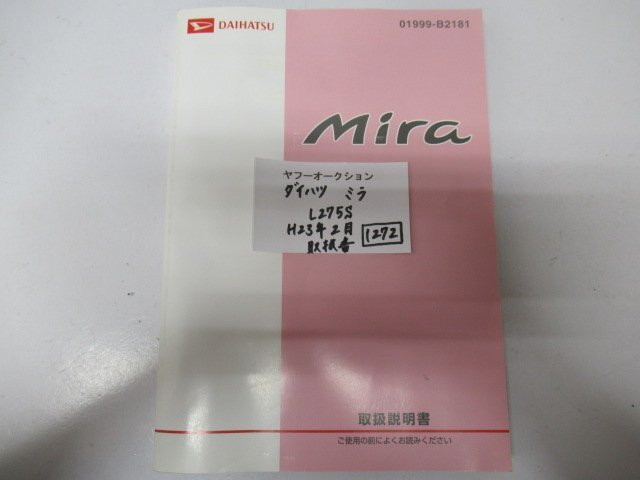 DAIHATSU
01999-B2181
Mira
ヤフーオークション
ダイハツ ミラ
L275S
H23年2月
取扱書
1272
取扱説明書
ご使用の前によくお読みください